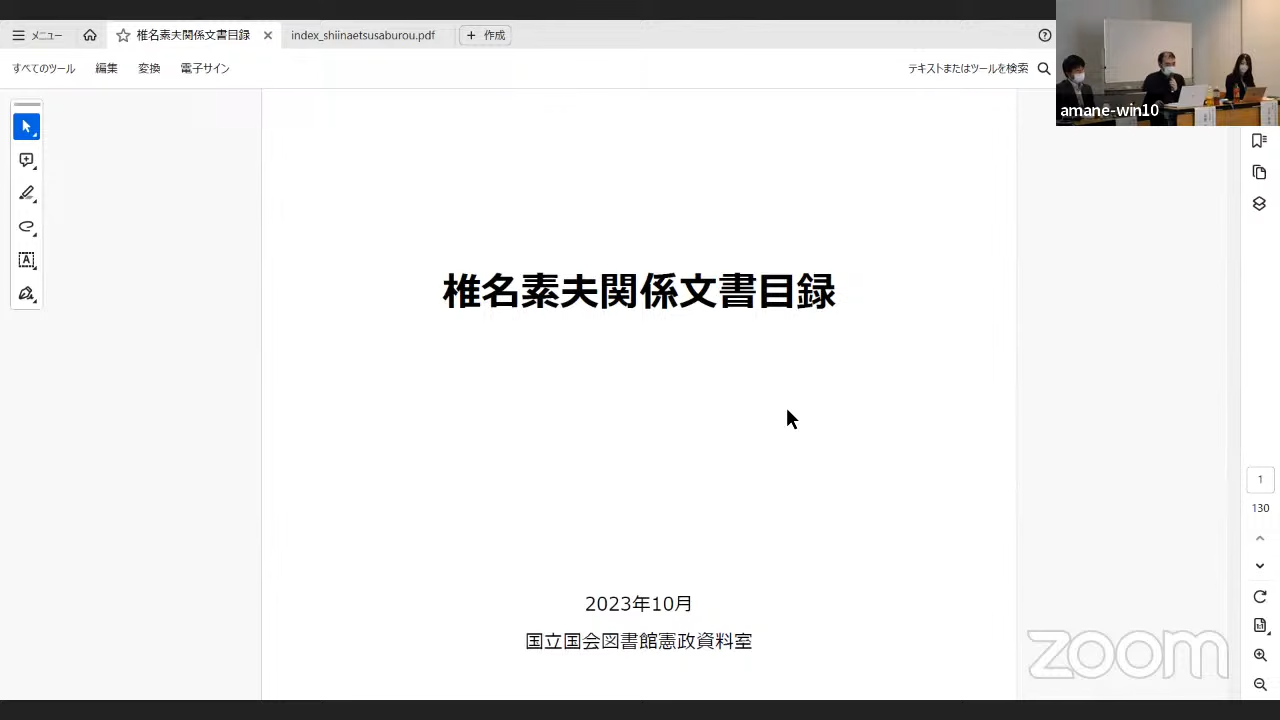 メニュー
椎名素夫関係文書目録
index_shiinaetsusaburou.pdf
+ 作成
すべてのツール
編集
変換
電子サイン
テキストまたはツールを検索
amane-win10
椎名素夫関係文書目録
2023年10月
国立国会図書館憲政資料室
1
130
zoom